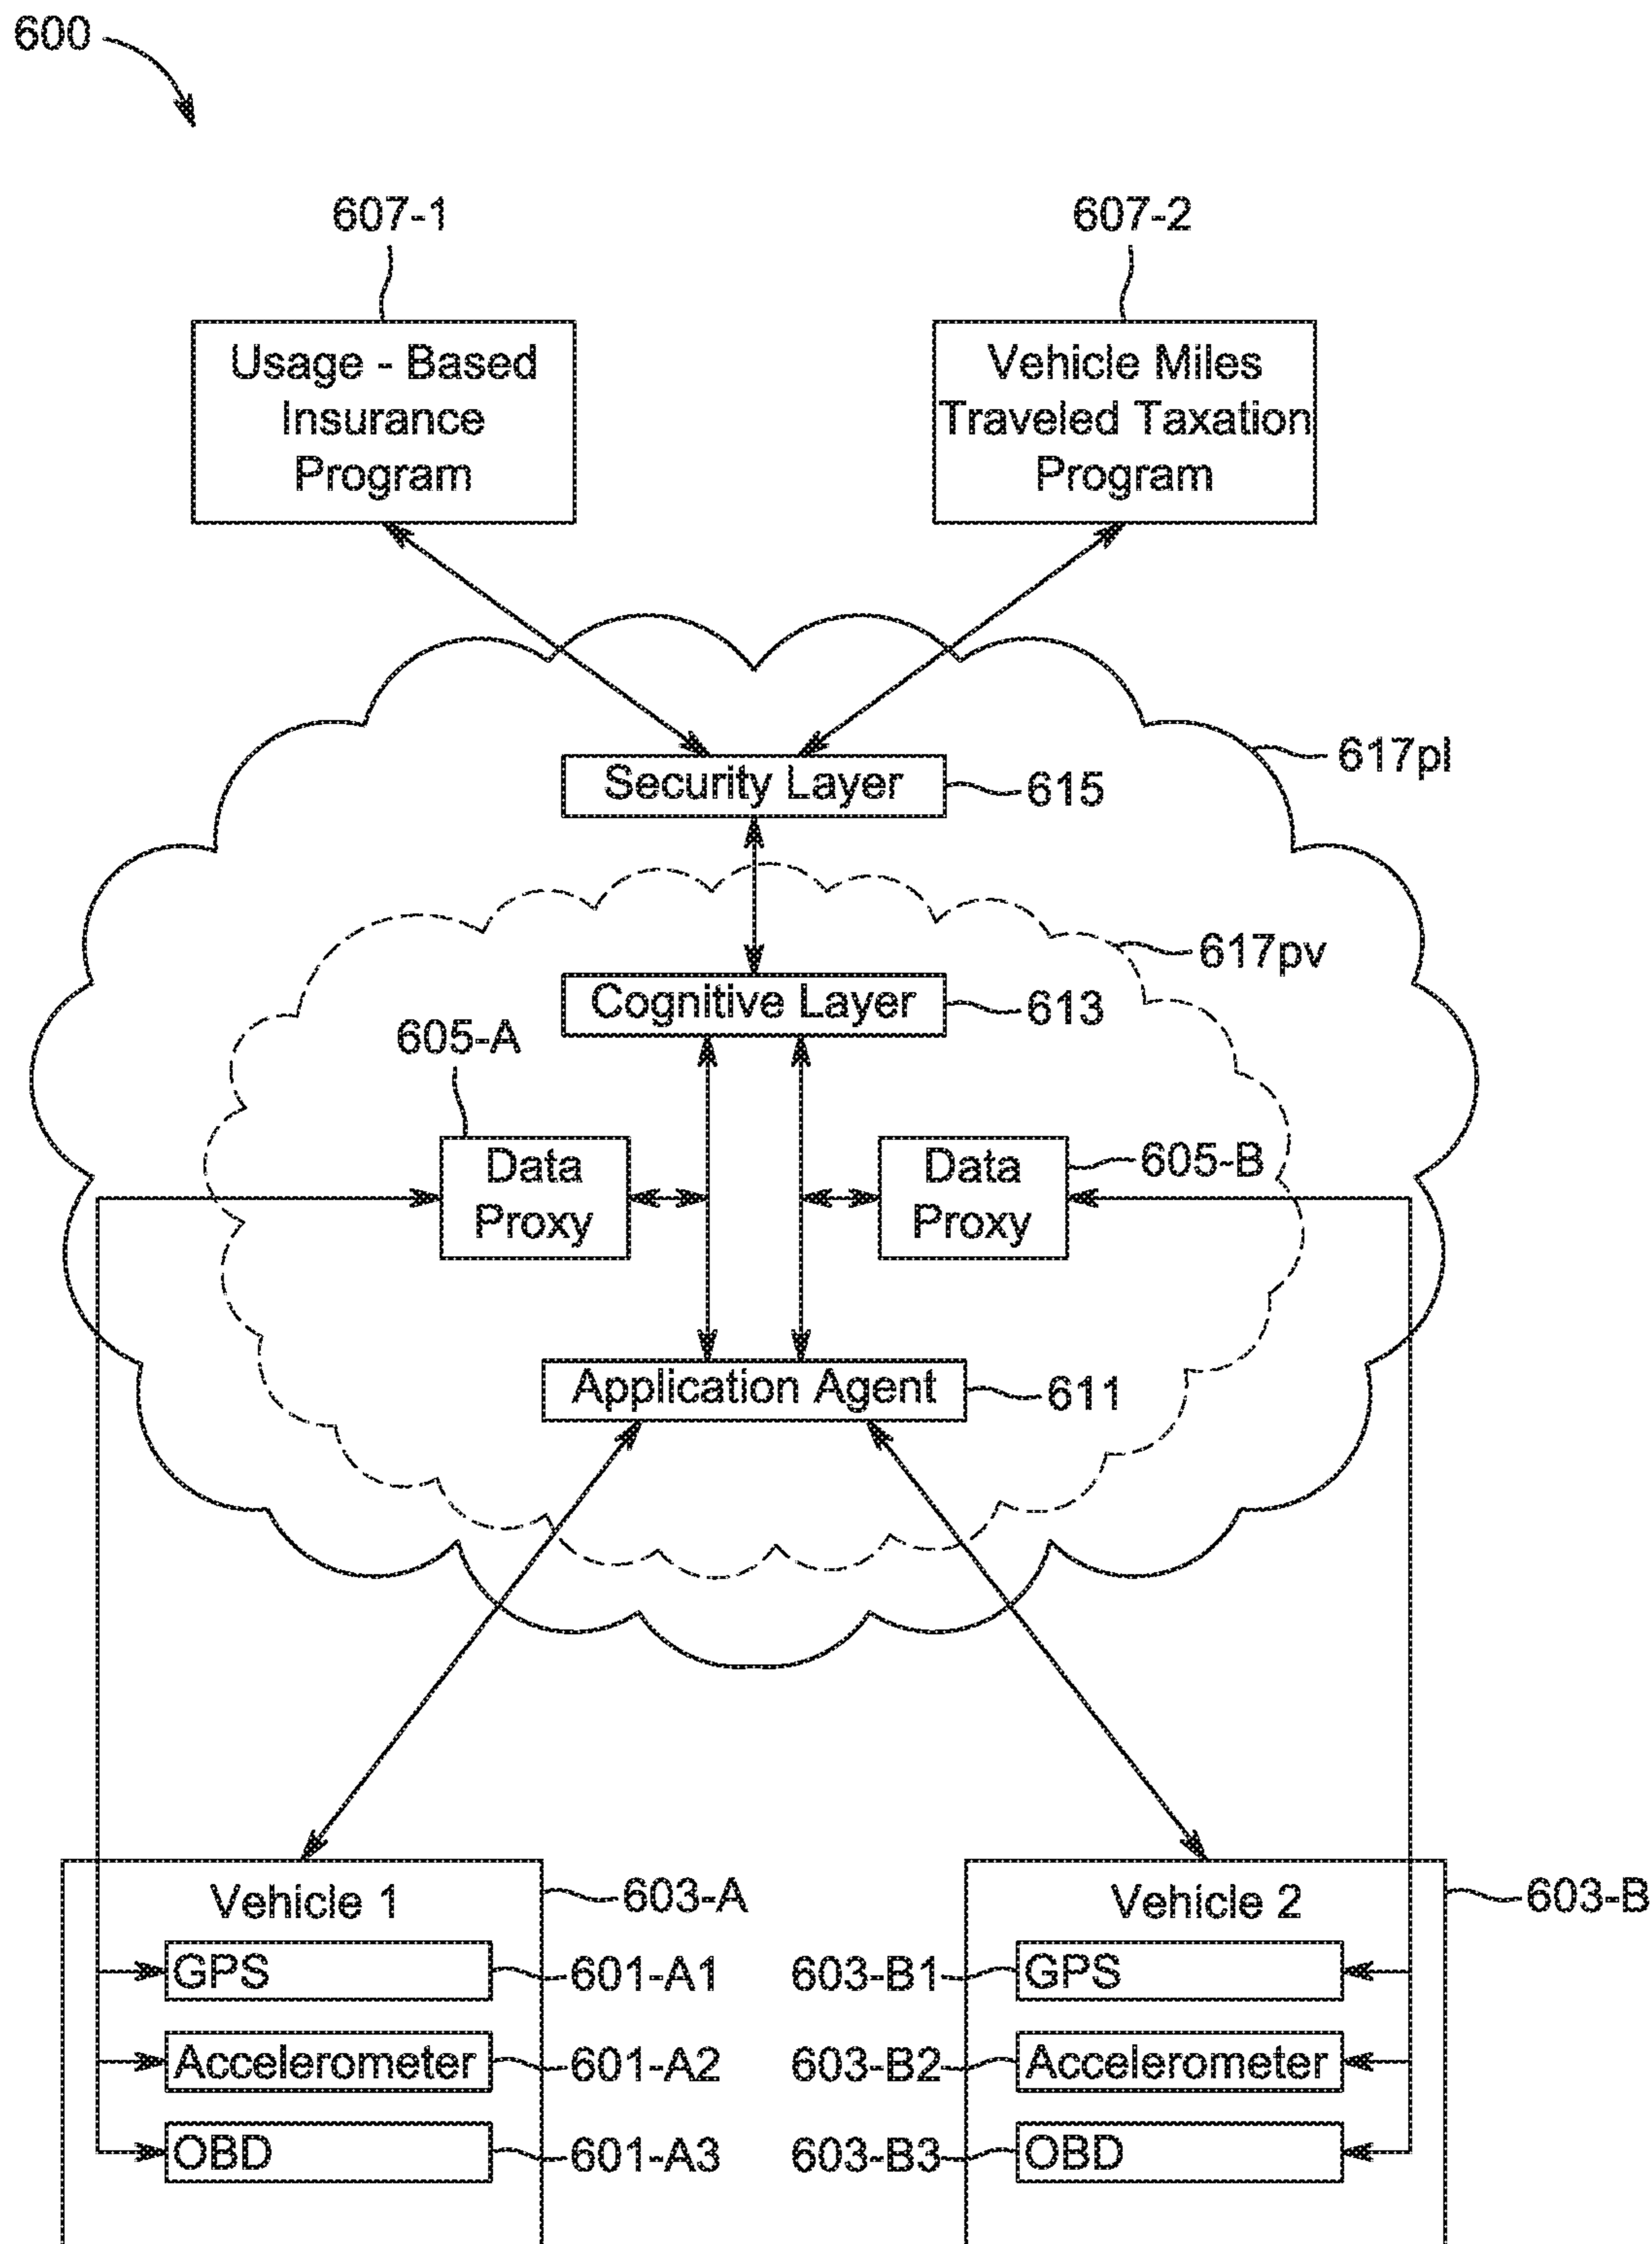 600
607-1
607-2
Usage - Based
Insurance
Program
Vehicle Miles
Traveled Taxation
Program
617pl
Security Layer
615
617pv
Cognitive Layer
613
605-A
Data
Proxy
Data
Proxy
605-B
Application Agent
611
Vehicle 1
603-A
GPS
601-A1
Accelerometer
601-A2
OBD
601-A3
Vehicle 2
603-B
603-B1
GPS
603-B2
Accelerometer
603-B3
OBD